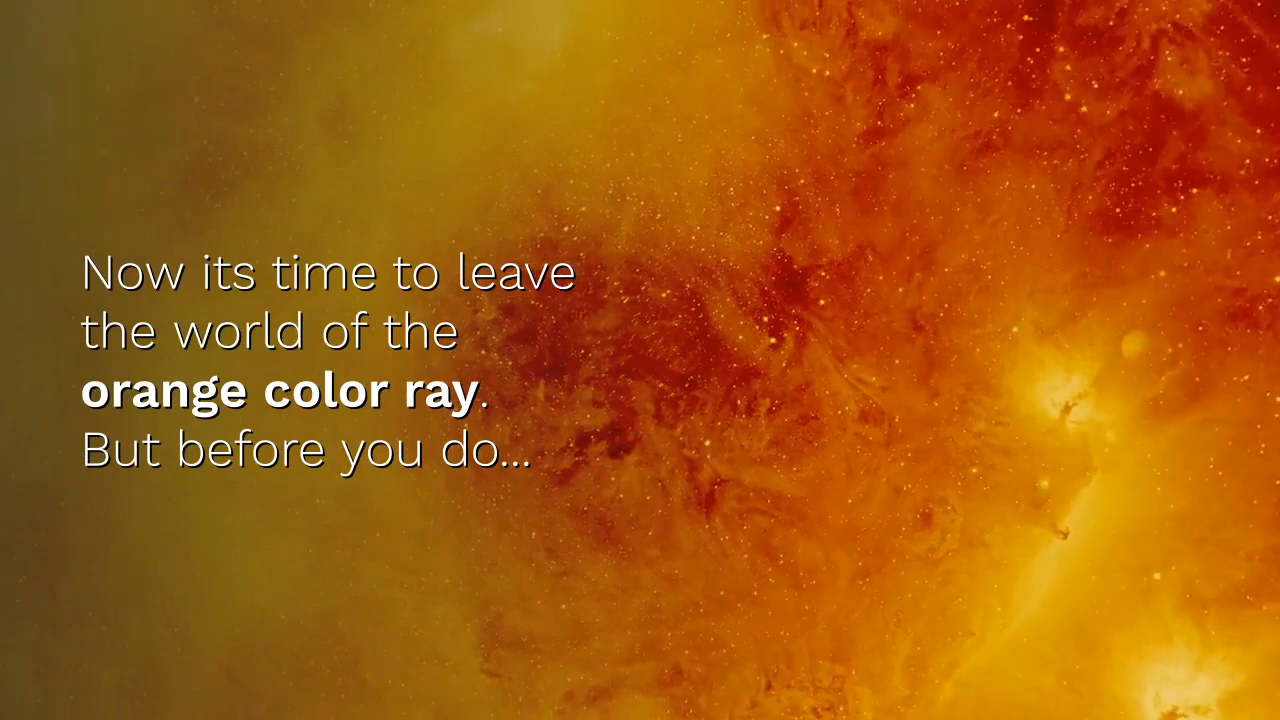 Now its time to leave
the world of the
orange color ray.
But before you do...